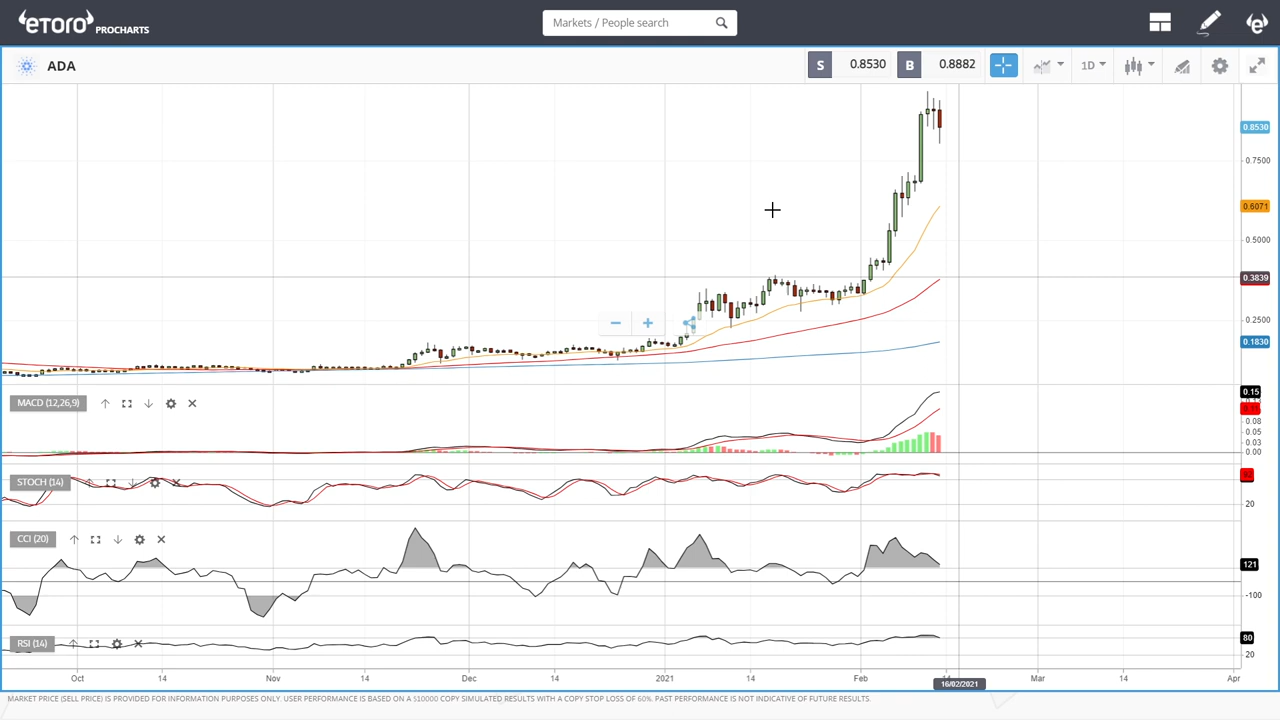 eToro PROCHARTS
Markets / People search
ADA
S 0.8530 B 0.8882
1D
0.8530
0.7500
0.6071
0.5000
0.3839
0.2500
0.1830
MACD (12,26,9)
0.15
0.11
0.08
0.05
0.03
0.00
STOCH (14)
20
CCI (20)
121
-100
RSI (14)
80
20
Oct 14 Nov 14 Dec 14 2021 14 Feb 14 Mar 14 Apr
16/02/2021
MARKET PRICE (SELL PRICE) IS PROVIDED FOR INFORMATION PURPOSES ONLY. USER PERFORMANCE IS BASED ON A $10000 COPY SIMULATED RESULTS WITH A COPY STOP LOSS OF 60%. PAST PERFORMANCE IS NOT INDICATIVE OF FUTURE RESULTS.